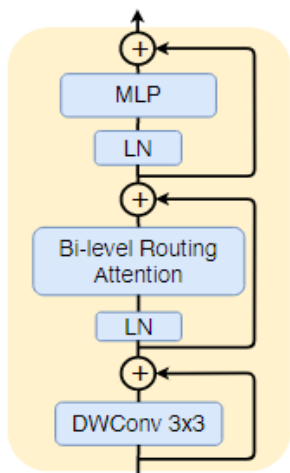 +
MLP
LN
+
Bi-level Routing
Attention
LN
+
DWConv 3x3